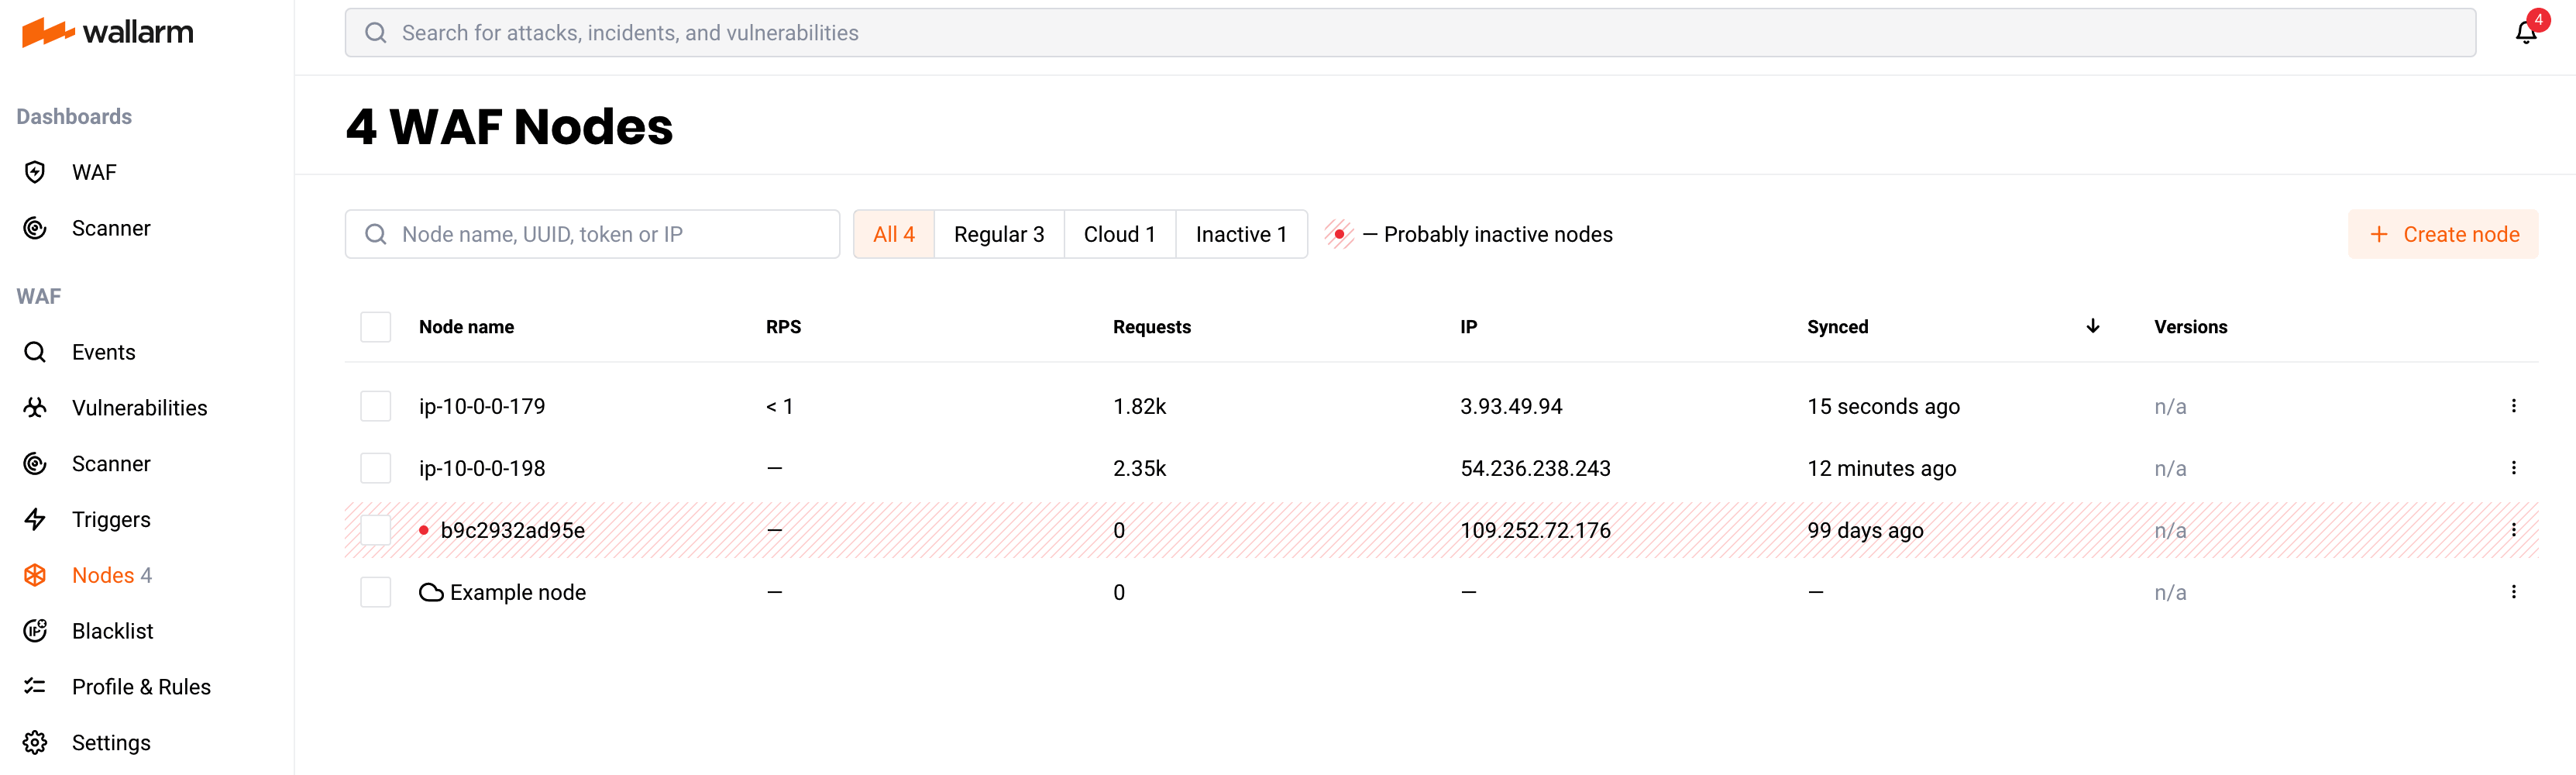 wallarm
Search for attacks, incidents, and vulnerabilities
4
Dashboards
WAF
Scanner
WAF
Events
Vulnerabilities
Scanner
Triggers
Nodes 4
Blacklist
Profile & Rules
Settings
4 WAF Nodes
Node name, UUID, token or IP
All 4 Regular 3 Cloud 1 Inactive 1 — Probably inactive nodes
+ Create node
Node name RPS Requests IP Synced ↓ Versions
ip-10-0-0-179 < 1 1.82k 3.93.49.94 15 seconds ago n/a
ip-10-0-0-198 — 2.35k 54.236.238.243 12 minutes ago n/a
b9c2932ad95e — 0 109.252.72.176 99 days ago n/a
Example node — 0 — — n/a